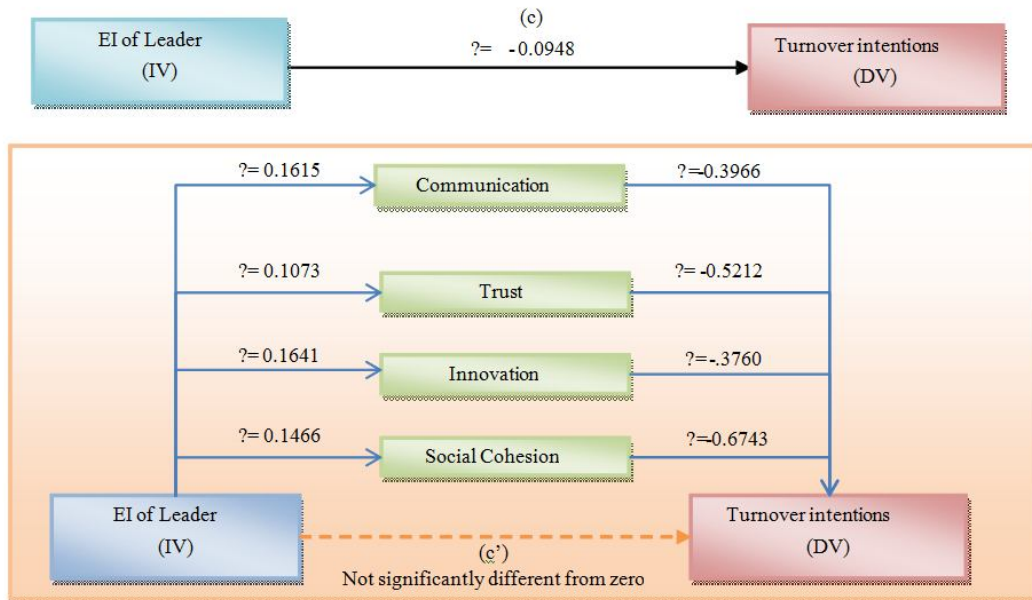 (c)
EI of Leader
(IV)
?= -0.0948
Turnover intentions
(DV)
?= 0.1615
Communication
?=-0.3966
?= 0.1073
Trust
?= -0.5212
?= 0.1641
Innovation
?=-.3760
?= 0.1466
Social Cohesion
?=-0.6743
EI of Leader
(IV)
Turnover intentions
(DV)
(c’)
Not significantly different from zero